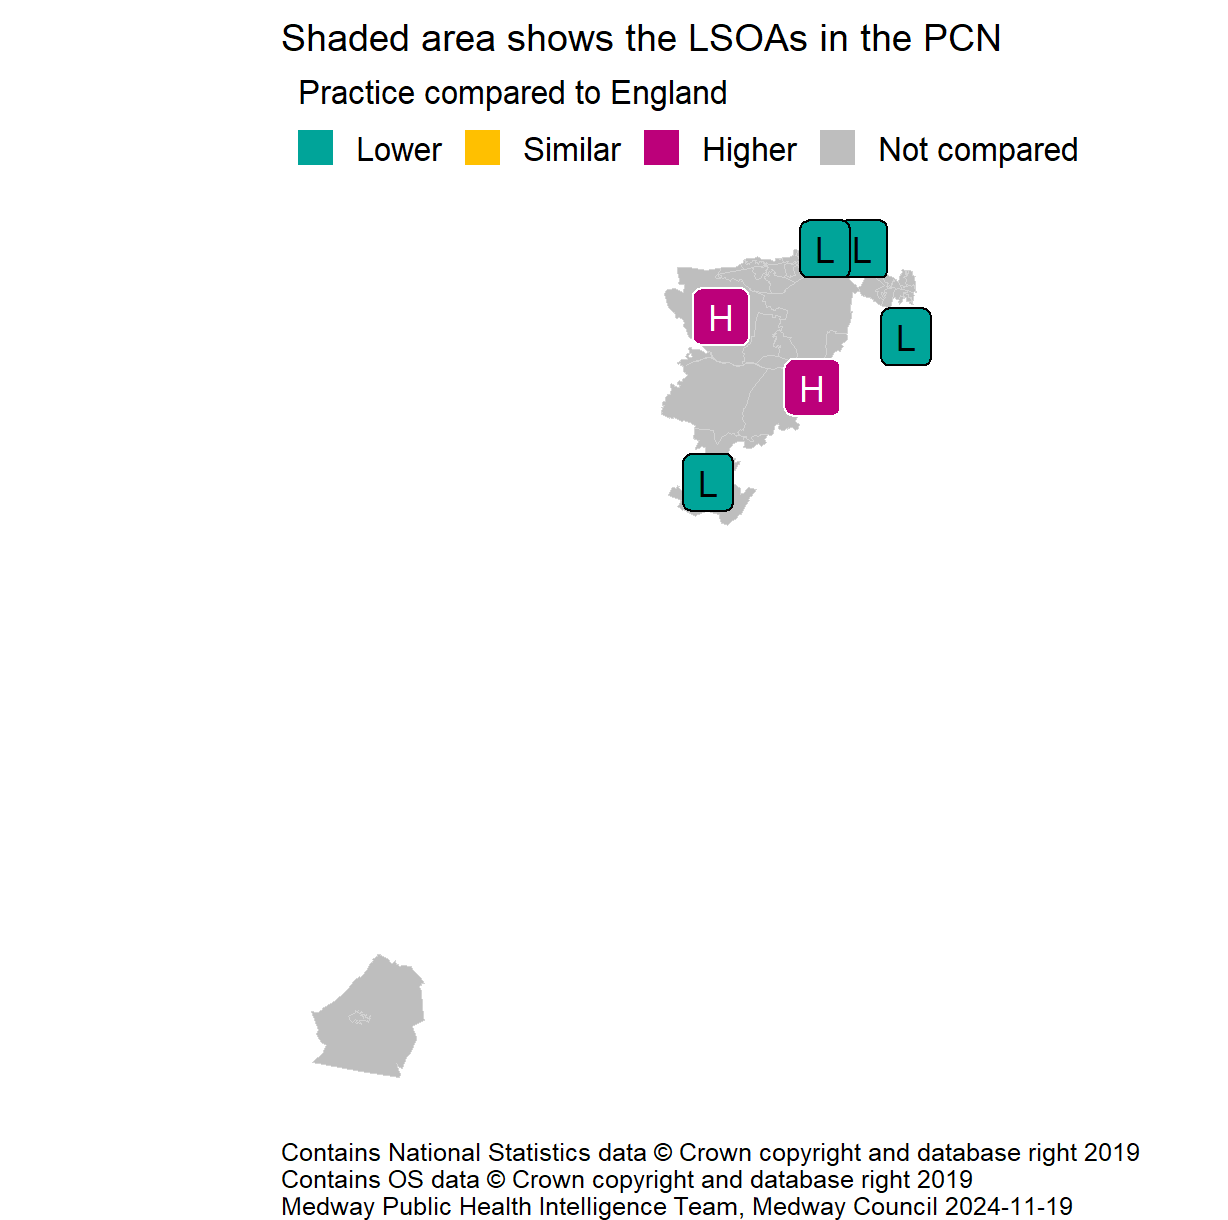 Shaded area shows the LSOAs in the PCN
Practice compared to England
Lower Similar Higher Not compared
L L
H
L
H
L
Contains National Statistics data © Crown copyright and database right 2019
Contains OS data © Crown copyright and database right 2019
Medway Public Health Intelligence Team, Medway Council 2024-11-19